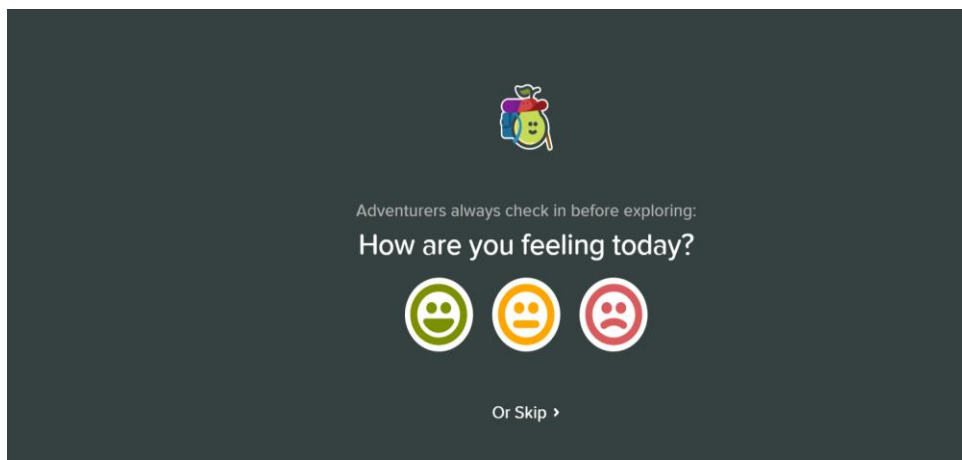 Adventurers always check in before exploring:
How are you feeling today?
Or Skip ›